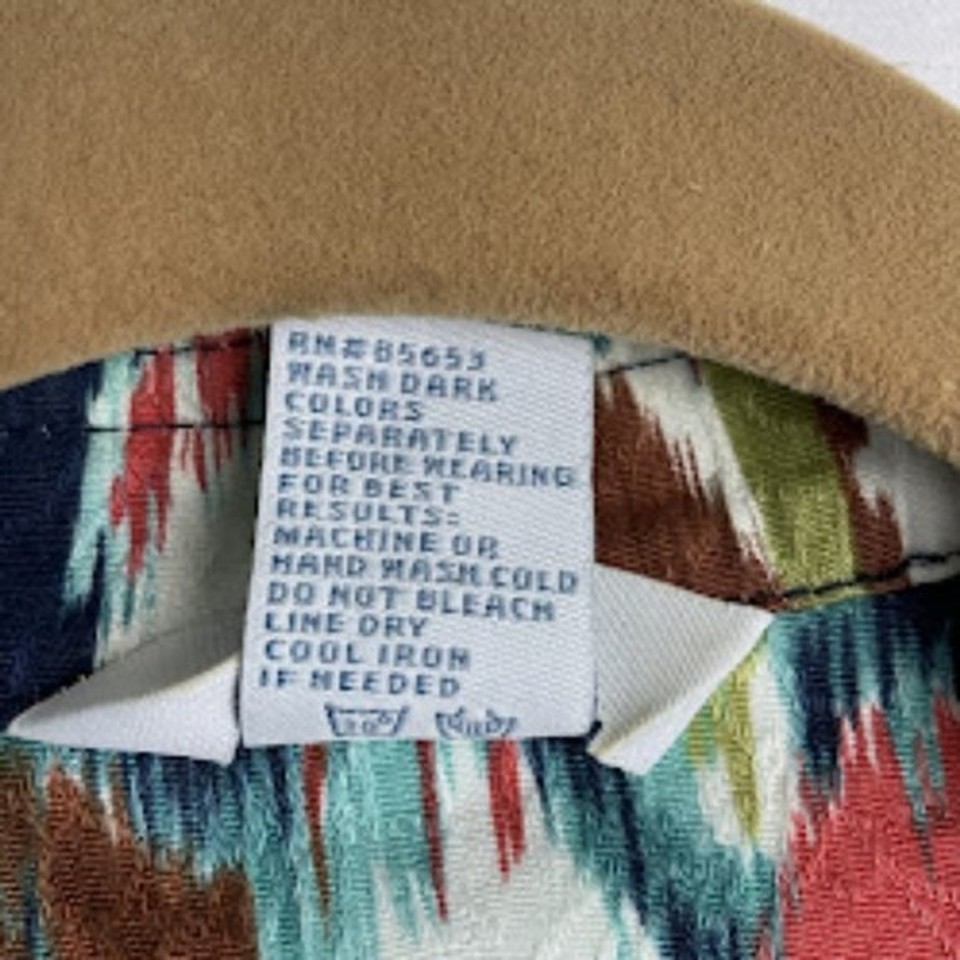 RN#85653
WASH DARK
COLORS
SEPARATELY
BEFORE WEARING
FOR BEST
RESULTS:
MACHINE OR
HAND WASH COLD
DO NOT BLEACH
LINE DRY
COOL IRON
IF NEEDED